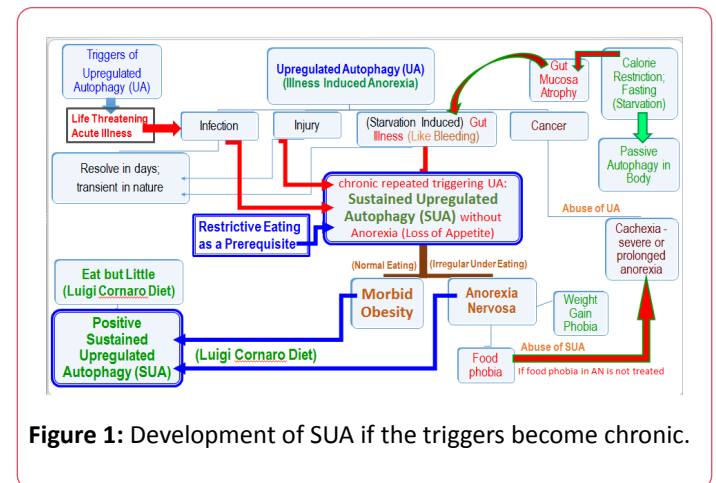 Triggers of
Upregulated
Autophagy (UA)
Upregulated Autophagy (UA)
(Illness Induced Anorexia)
Gut
Mucosa
Atrophy
Calorie
Restriction;
Fasting
(Starvation)
Life Threatening
Acute Illness
Infection
Injury
(Starvation Induced) Gut
Illness (Like Bleeding)
Cancer
Passive
Autophagy in
Body
Resolve in days;
transient in nature
chronic repeated triggering UA:
Sustained Upregulated
Autophagy (SUA) without
Anorexia (Loss of Appetite)
Restrictive Eating
as a Prerequisite
Abuse of UA
Cachexia -
severe or
prolonged
anorexia
(Normal Eating)
(Irregular Under Eating)
Eat but Little
(Luigi Cornaro Diet)
Morbid
Obesity
Anorexia
Nervosa
Weight
Gain
Phobia
Positive
Sustained
Upregulated
Autophagy (SUA)
(Luigi Cornaro Diet)
Food
phobia
Abuse of SUA
If food phobia in AN is not treated
Figure 1: Development of SUA if the triggers become chronic.